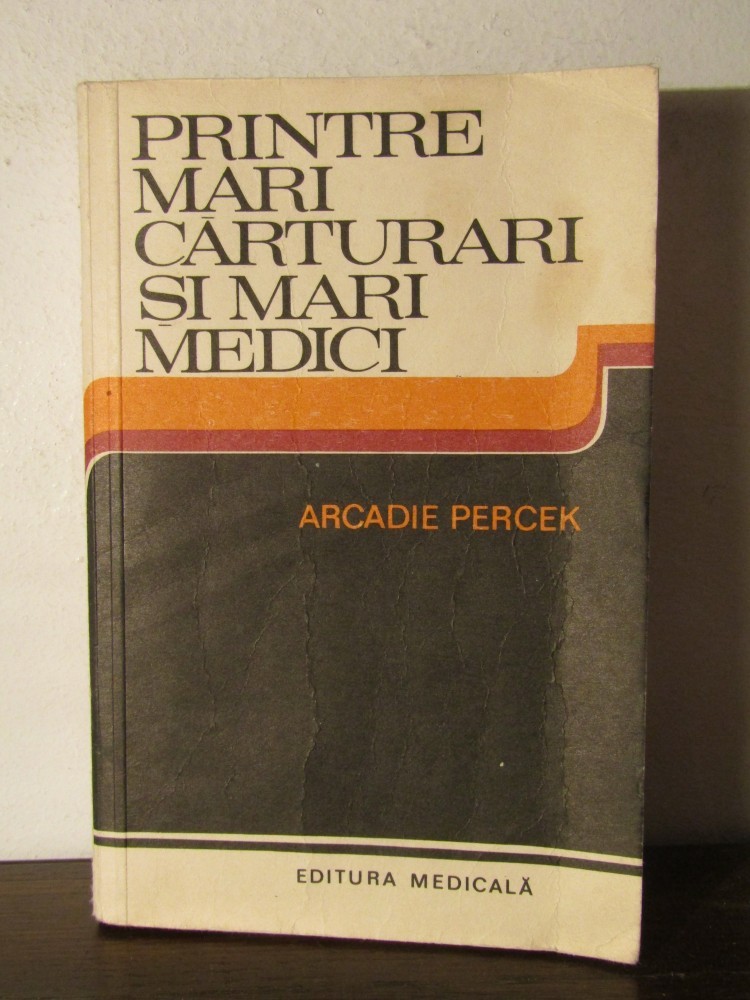 PRINTRE
MARI
CĂRTURARI
ȘI MARI
MEDICI
ARCADIE PERCEK
EDITURA MEDICALĂ